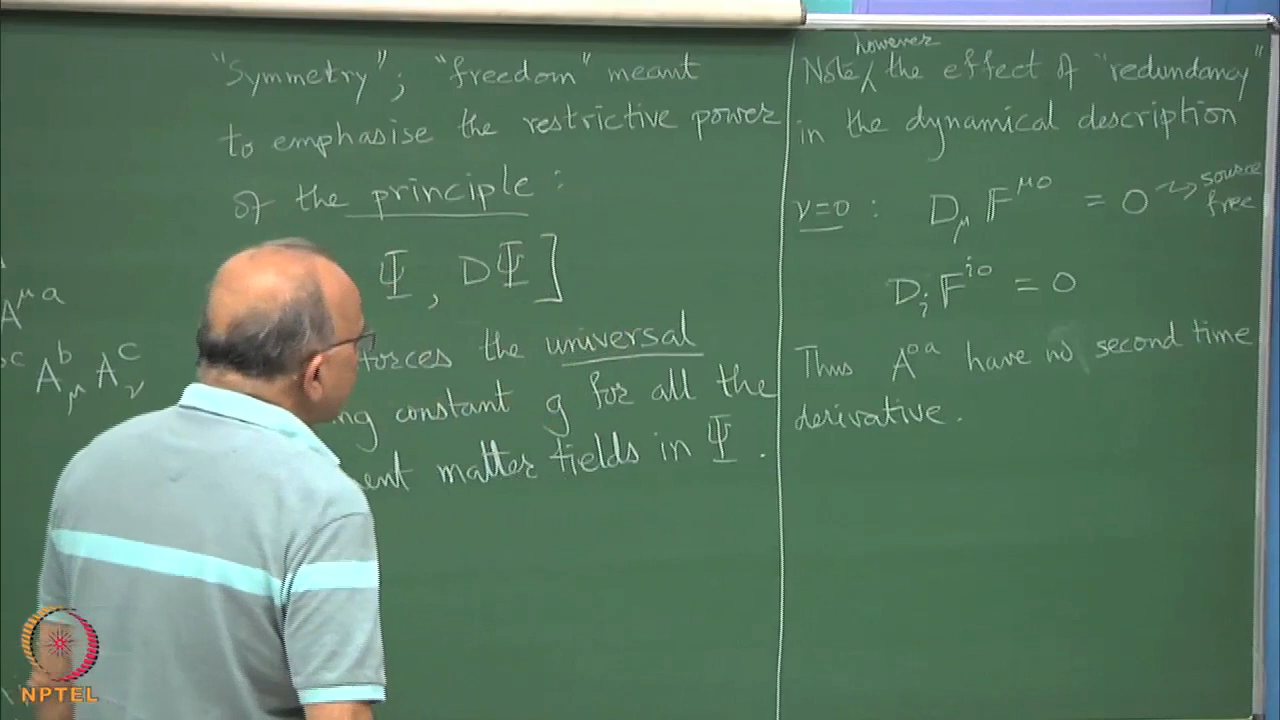 "Symmetry"; "freedom" meant
to emphasise the restrictive power
of the principle:
Ψ, DΨ]
forces the universal
constant g for all the
matter fields in Ψ.
A^{μa}
A^b_μ A^c_ν
however
Note, the effect of "redundancy"
in the dynamical description
ν=0 : D_μ F^{μ0} = 0 → source free
D_i F^{i0} = 0
Thus A^{0a} have no second time
derivative.
NPTEL